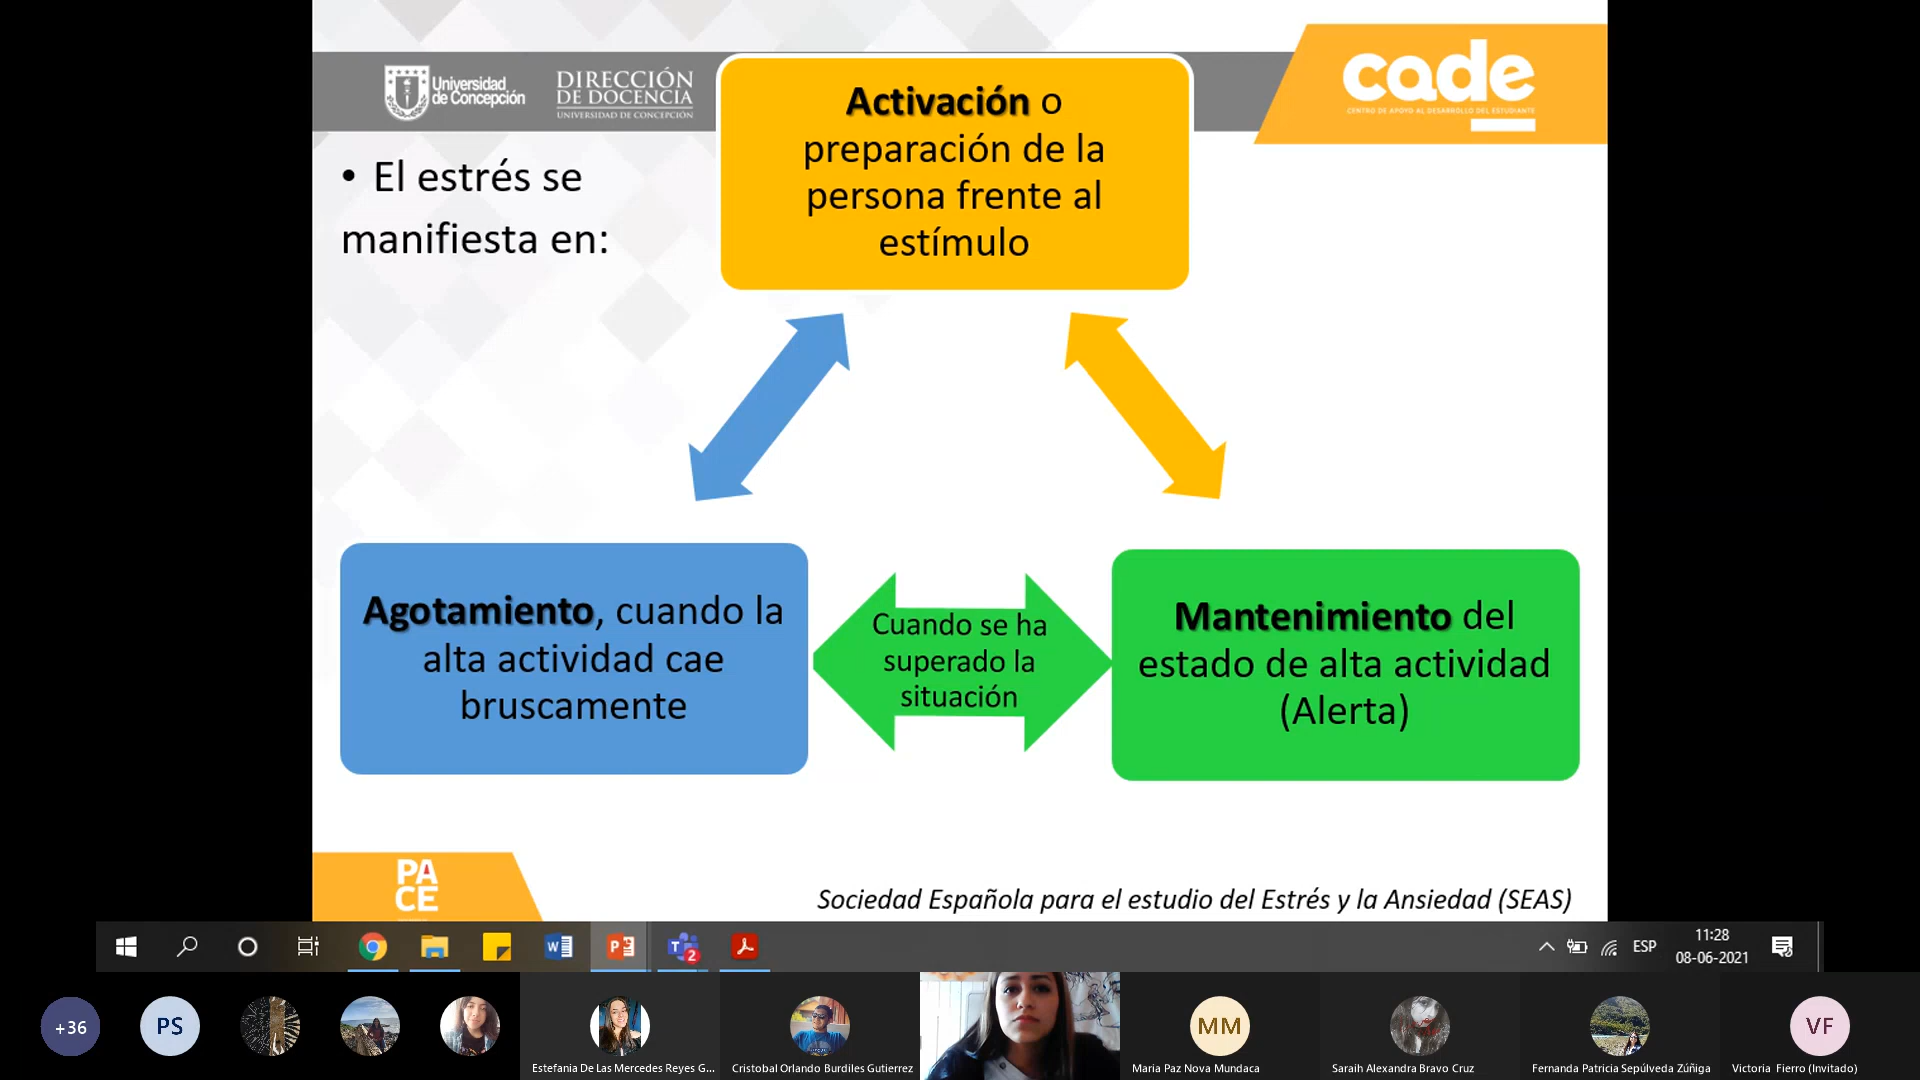 Universidad
de Concepción
DIRECCIÓN
DE DOCENCIA
UNIVERSIDAD DE CONCEPCIÓN
cade
CENTRO DE APOYO AL DESARROLLO DEL ESTUDIANTE
• El estrés se
manifiesta en:
Activación o
preparación de la
persona frente al
estímulo
Agotamiento, cuando la
alta actividad cae
bruscamente
Cuando se ha
superado la
situación
Mantenimiento del
estado de alta actividad
(Alerta)
PA
CE
Sociedad Española para el estudio del Estrés y la Ansiedad (SEAS)
2
ESP
11:28
08-06-2021
+36
PS
MM
VF
Estefania De Las Mercedes Reyes G...
Cristobal Orlando Burdiles Gutierrez
Maria Paz Nova Mundaca
Saraih Alexandra Bravo Cruz
Fernanda Patricia Sepúlveda Zúñiga
Victoria Fierro (Invitado)